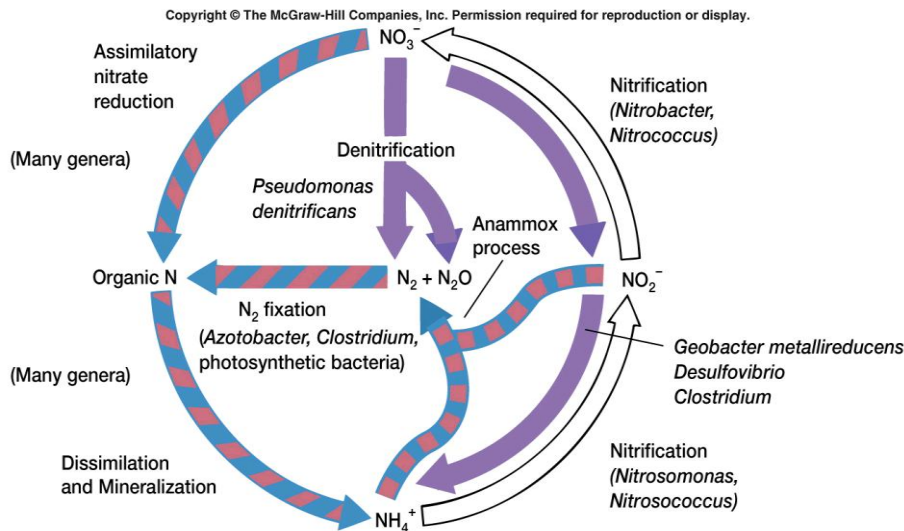 Copyright © The McGraw-Hill Companies, Inc. Permission required for reproduction or display.
NO₃⁻
Assimilatory
nitrate
reduction
Nitrification
(Nitrobacter,
Nitrococcus)
(Many genera)
Denitrification
Pseudomonas
denitrificans
Anammox
process
Organic N
N₂ + N₂O
NO₂⁻
N₂ fixation
(Azotobacter, Clostridium,
photosynthetic bacteria)
Geobacter metallireducens
Desulfovibrio
Clostridium
(Many genera)
Dissimilation
and Mineralization
Nitrification
(Nitrosomonas,
Nitrosococcus)
NH₄⁺